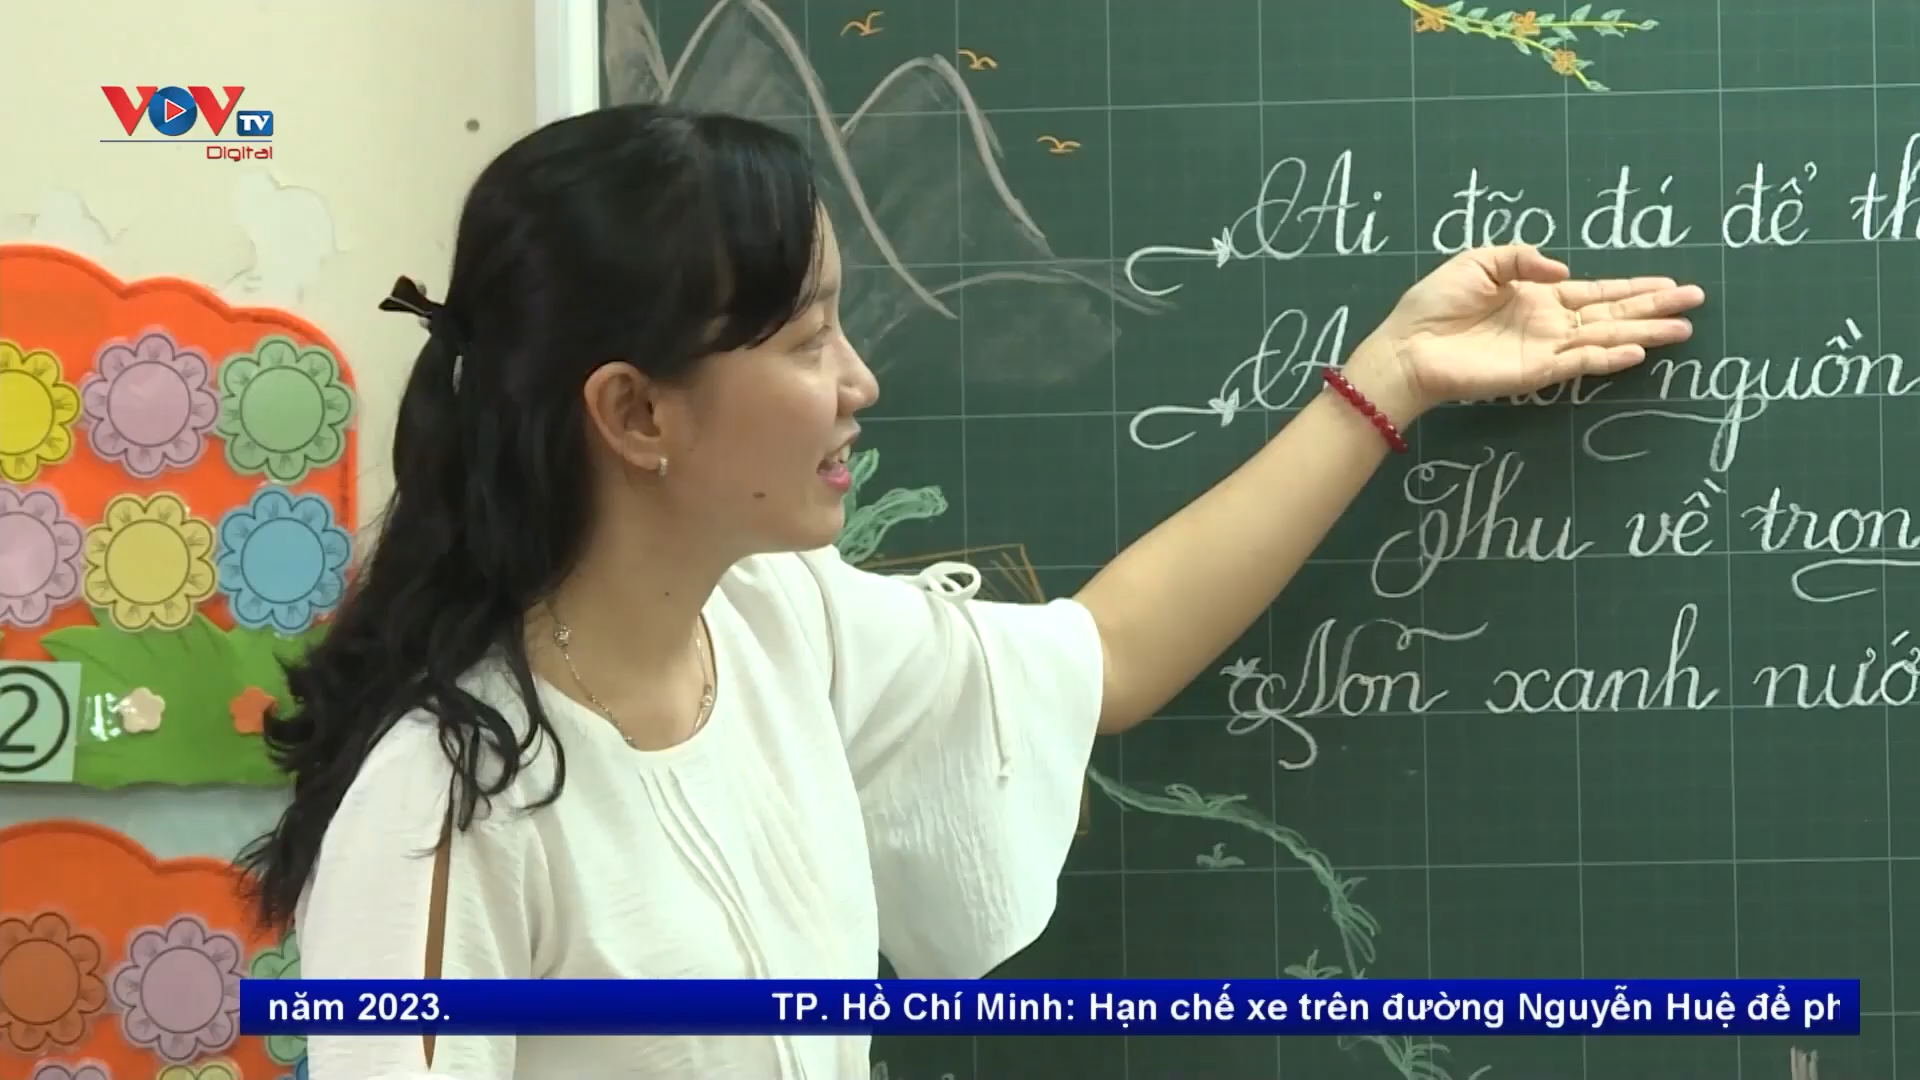 VOV TV
Digital
Ai đẽo đá để th
A nguồn
Thu về tron
Non xanh nướ
2
năm 2023. TP. Hồ Chí Minh: Hạn chế xe trên đường Nguyễn Huệ để ph